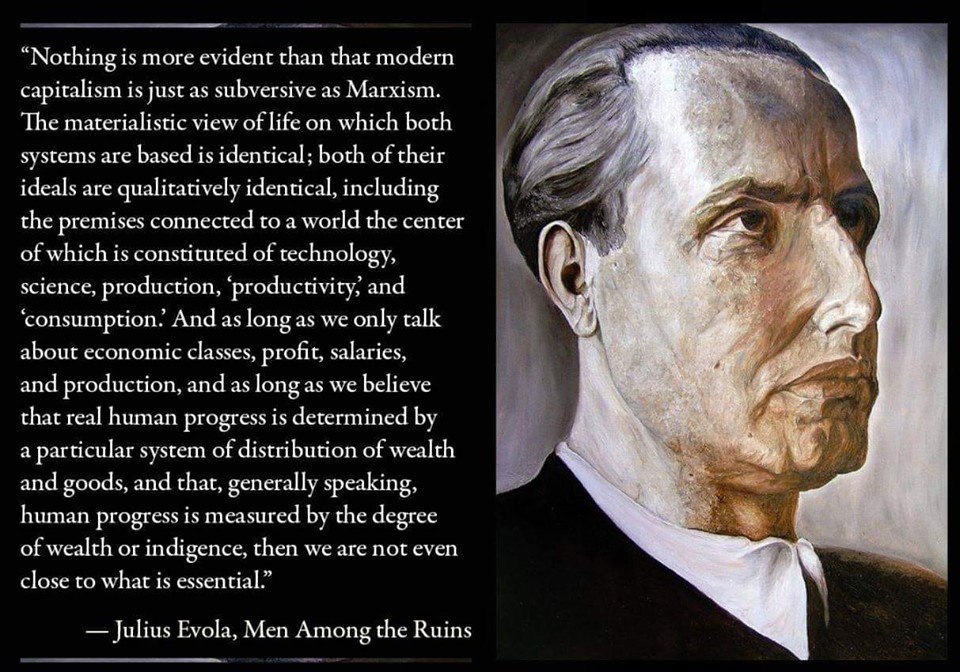 “Nothing is more evident than that modern
capitalism is just as subversive as Marxism.
The materialistic view of life on which both
systems are based is identical; both of their
ideals are qualitatively identical, including
the premises connected to a world the center
of which is constituted of technology,
science, production, ‘productivity,’ and
‘consumption.’ And as long as we only talk
about economic classes, profit, salaries,
and production, and as long as we believe
that real human progress is determined by
a particular system of distribution of wealth
and goods, and that, generally speaking,
human progress is measured by the degree
of wealth or indigence, then we are not even
close to what is essential.”
— Julius Evola, Men Among the Ruins